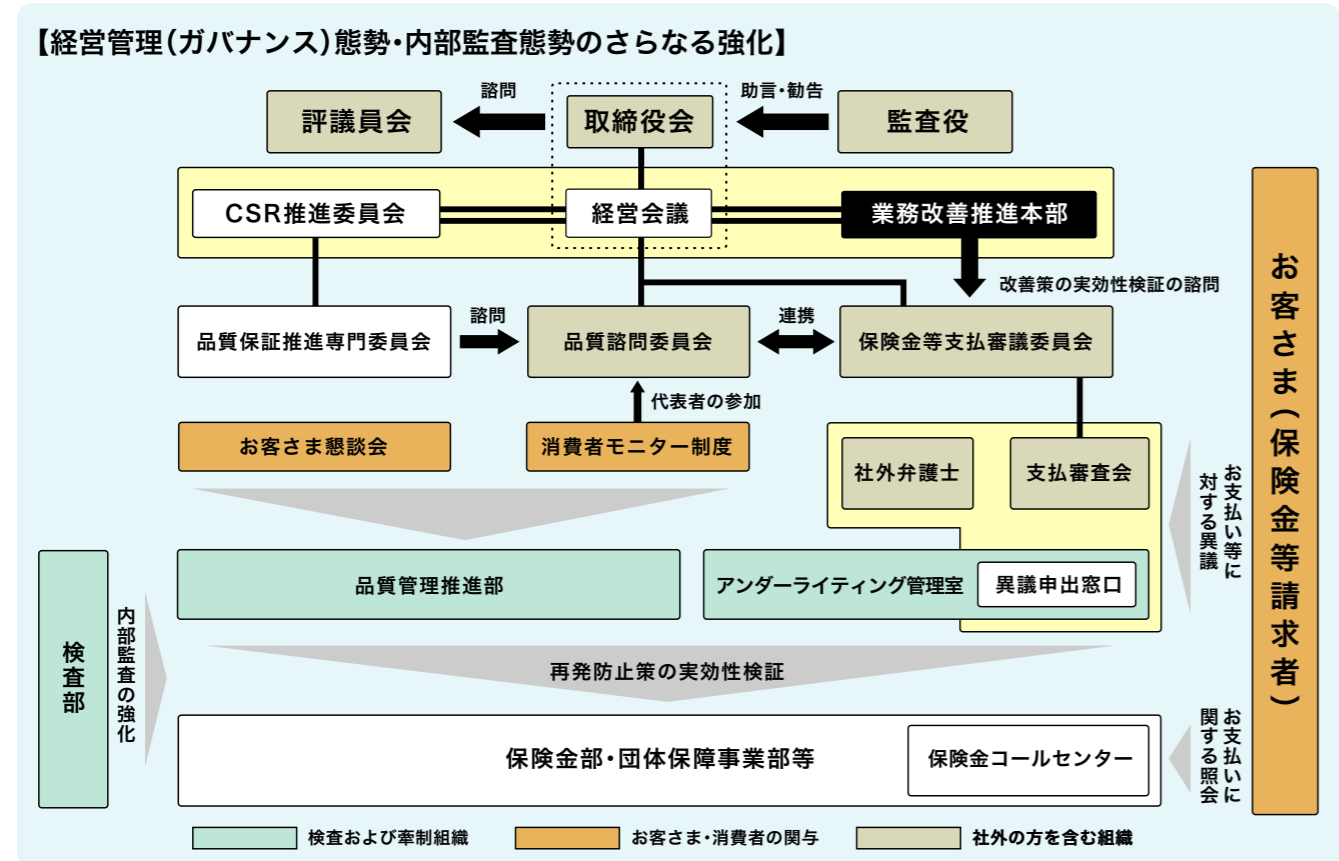 【経営管理(ガバナンス)態勢・内部監査態勢のさらなる強化】
評議員会
諮問
取締役会
助言・勧告
監査役
CSR推進委員会
経営会議
業務改善推進本部
改善策の実効性検証の諮問
品質保証推進専門委員会
諮問
品質諮問委員会
連携
保険金等支払審議委員会
代表者の参加
お客さま懇談会
消費者モニター制度
社外弁護士
支払審査会
お支払い等に
対する異議
お客さま(保険金等請求者)
品質管理推進部
アンダーライティング管理室
異議申出窓口
検査部
内部監査の強化
再発防止策の実効性検証
保険金部・団体保障事業部等
保険金コールセンター
お支払いに
関する照会
検査および牽制組織
お客さま・消費者の関与
社外の方を含む組織